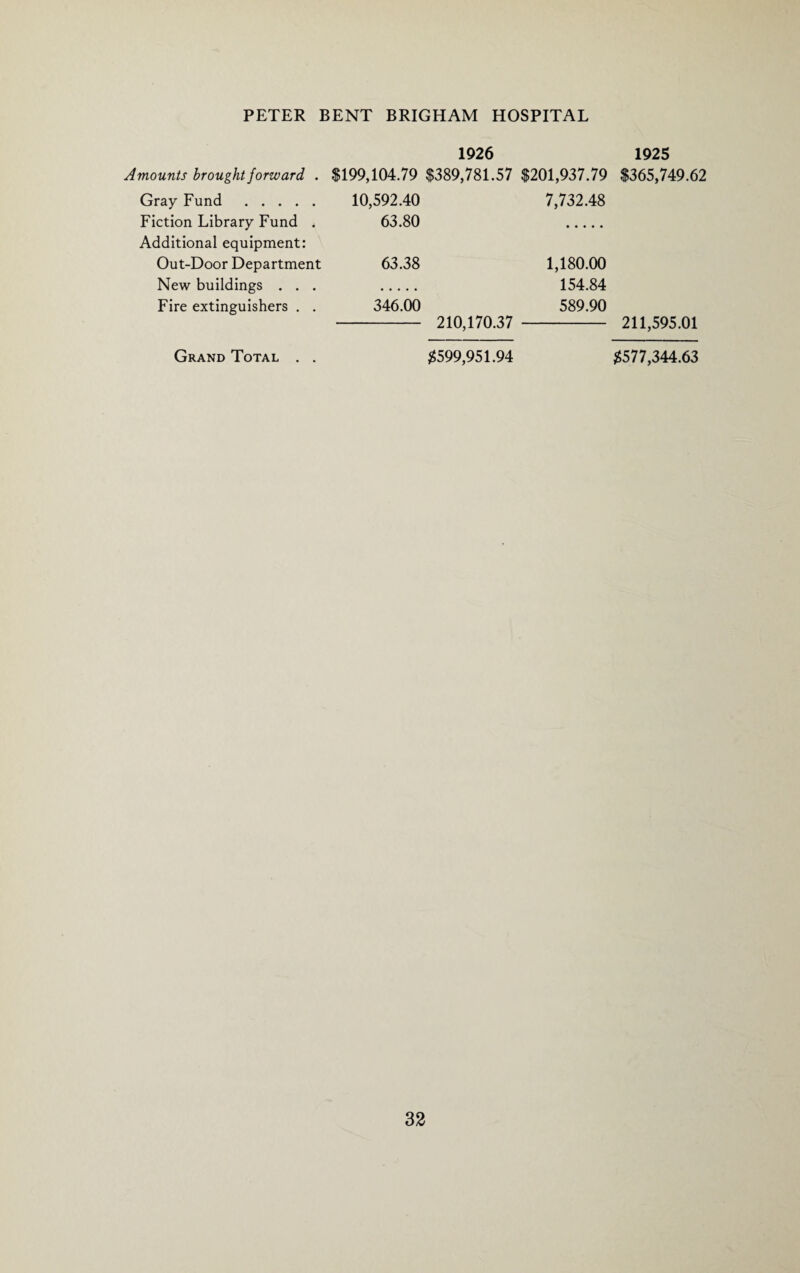 PETER BENT BRIGHAM HOSPITAL
1926 1925
Amounts brought forward . $199,104.79 $389,781.57 $201,937.79 $365,749.62
Gray Fund . . . . . 10,592.40 7,732.48
Fiction Library Fund . 63.80 . . . . .
Additional equipment:
Out-Door Department 63.38 1,180.00
New buildings . . . . . . . . 154.84
Fire extinguishers . . 346.00 589.90
210,170.37 211,595.01
Grand Total . . $599,951.94 $577,344.63
32